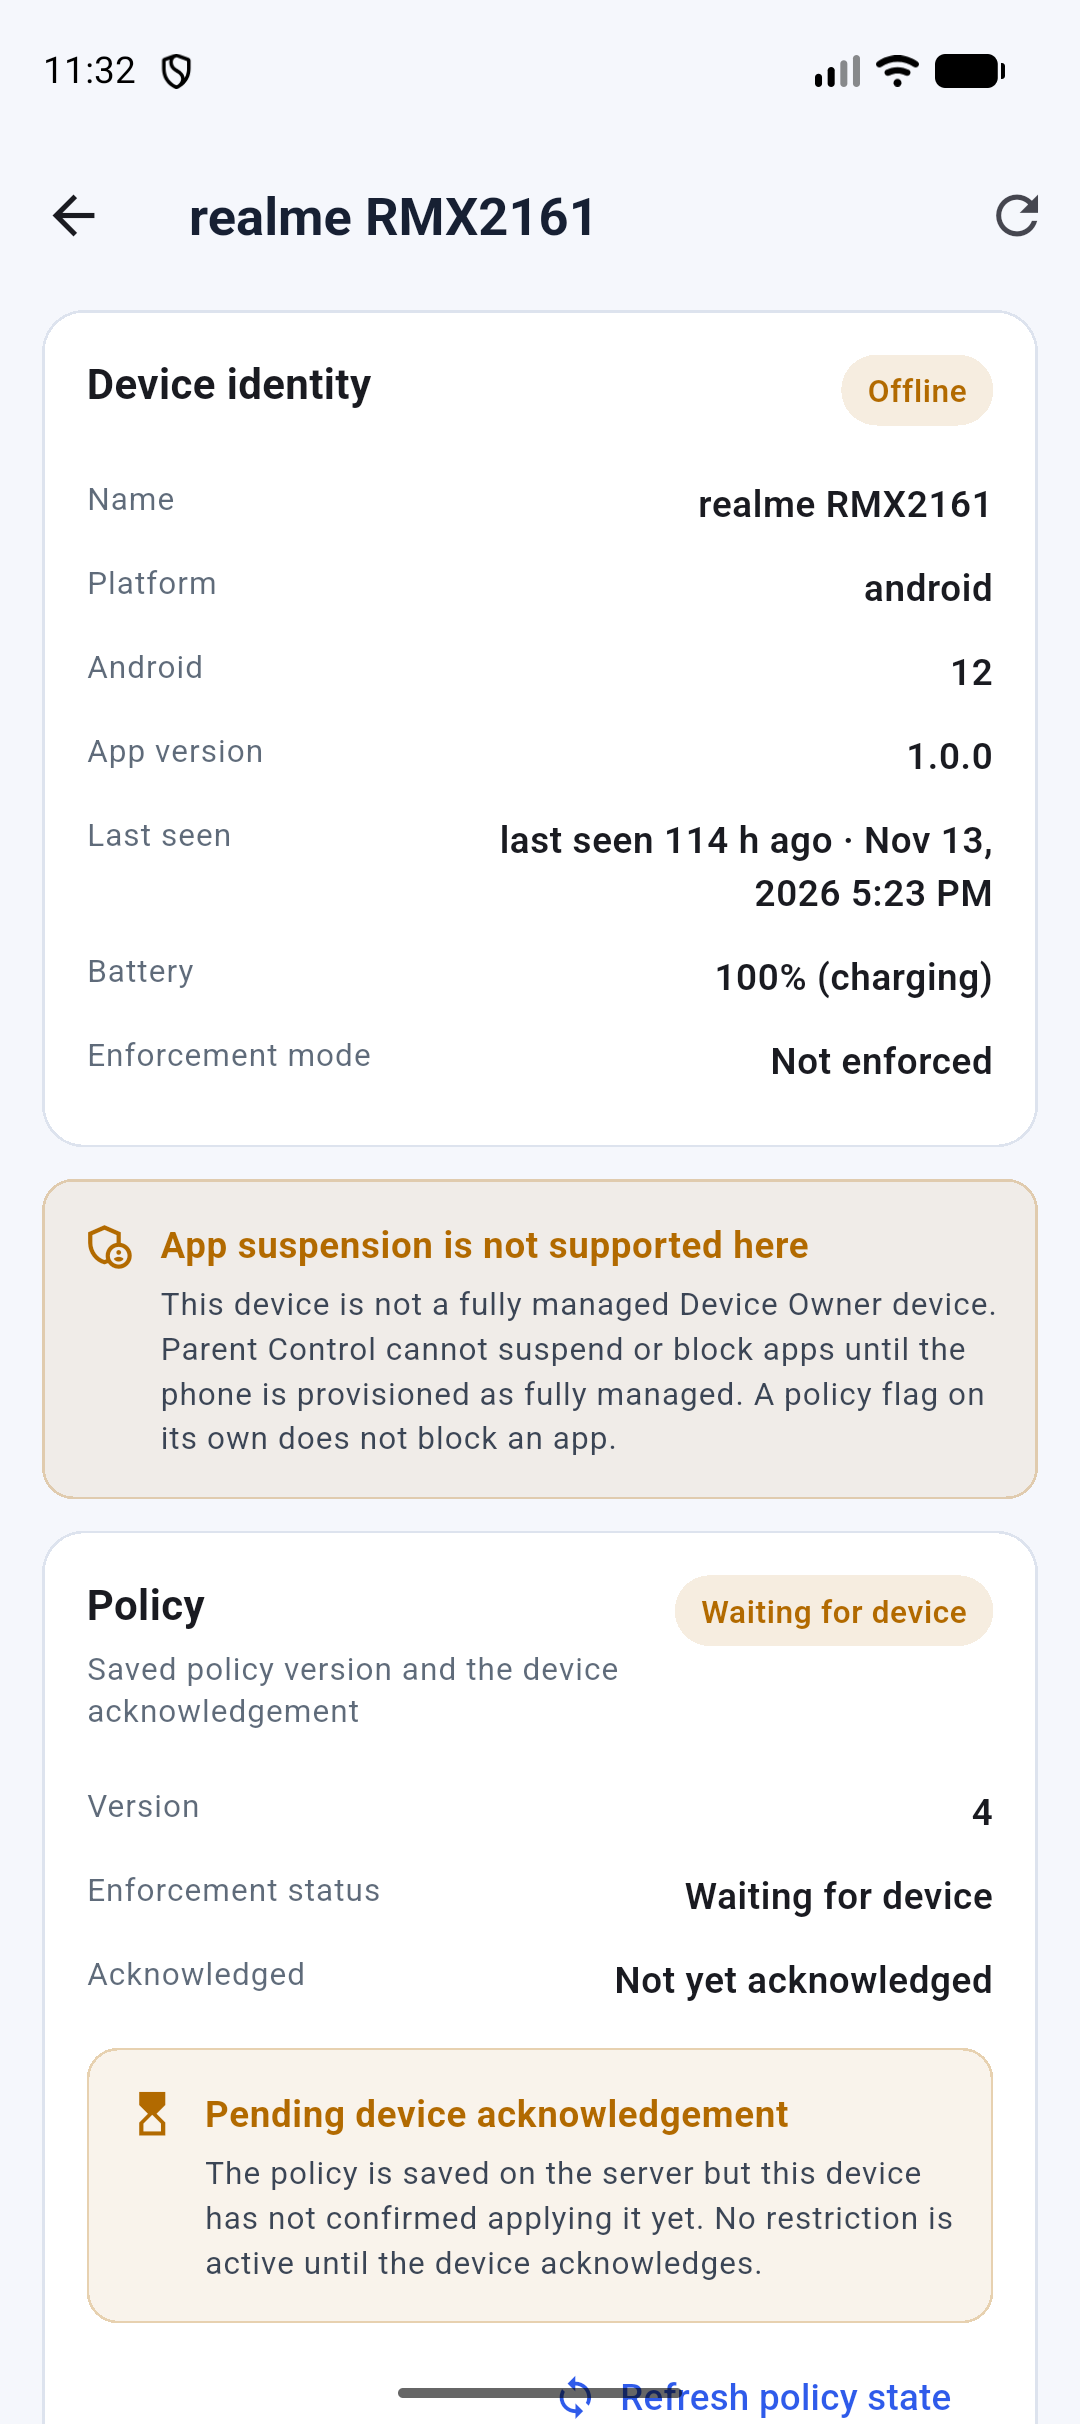 11:32
realme RMX2161
Device identity
Offline
Name
realme RMX2161
Platform
android
Android
12
App version
1.0.0
Last seen
last seen 114 h ago · Nov 13,
2026 5:23 PM
Battery
100% (charging)
Enforcement mode
Not enforced
App suspension is not supported here
This device is not a fully managed Device Owner device.
Parent Control cannot suspend or block apps until the
phone is provisioned as fully managed. A policy flag on
its own does not block an app.
Policy
Waiting for device
Saved policy version and the device
acknowledgement
Version
4
Enforcement status
Waiting for device
Acknowledged
Not yet acknowledged
Pending device acknowledgement
The policy is saved on the server but this device
has not confirmed applying it yet. No restriction is
active until the device acknowledges.
Refresh policy state